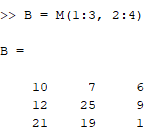 >> B = M(1:3, 2:4)
B =
10 7 6
12 25 9
21 19 1